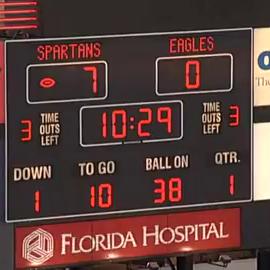 SPARTANS EAGLES
7 0
3 TIME OUTS LEFT 10:29 TIME OUTS LEFT 3
DOWN TO GO BALL ON QTR.
1 10 38 1
FLORIDA HOSPITAL